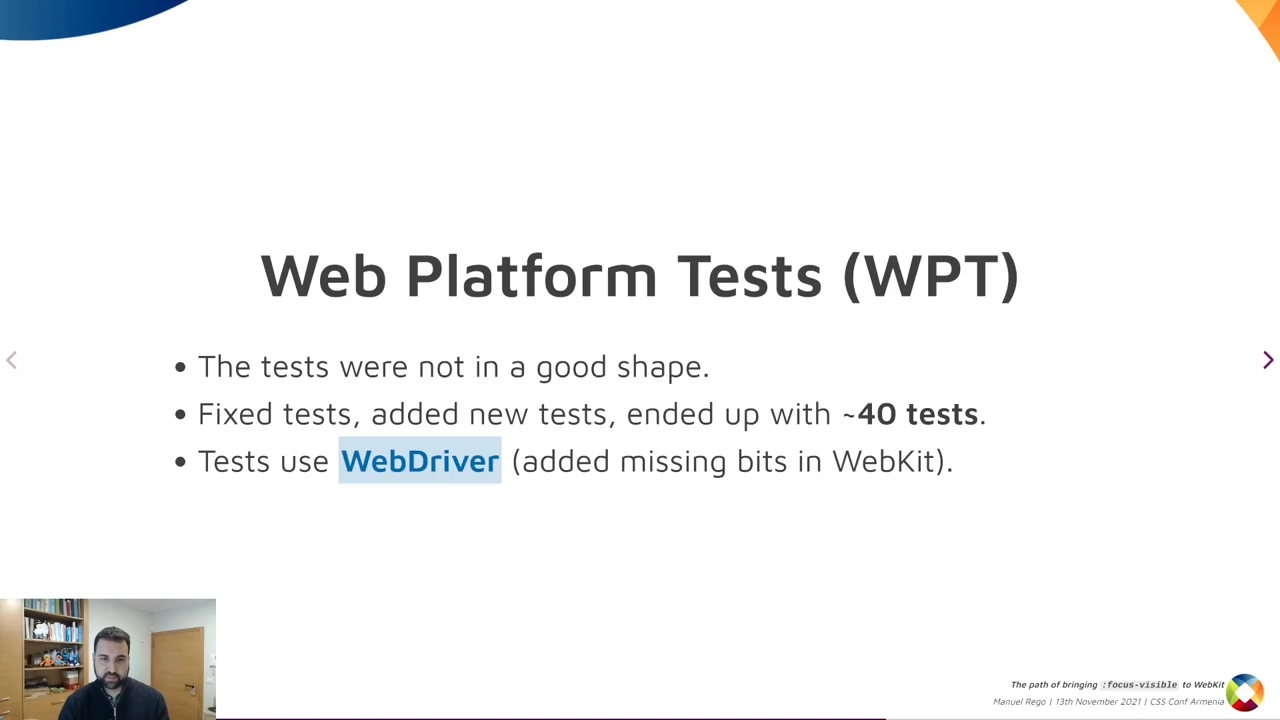 Web Platform Tests (WPT)
• The tests were not in a good shape.
• Fixed tests, added new tests, ended up with ~40 tests.
• Tests use WebDriver (added missing bits in WebKit).
The path of bringing :focus-visible to WebKit
Manuel Rego | 13th November 2021 | CSS Conf Armenia